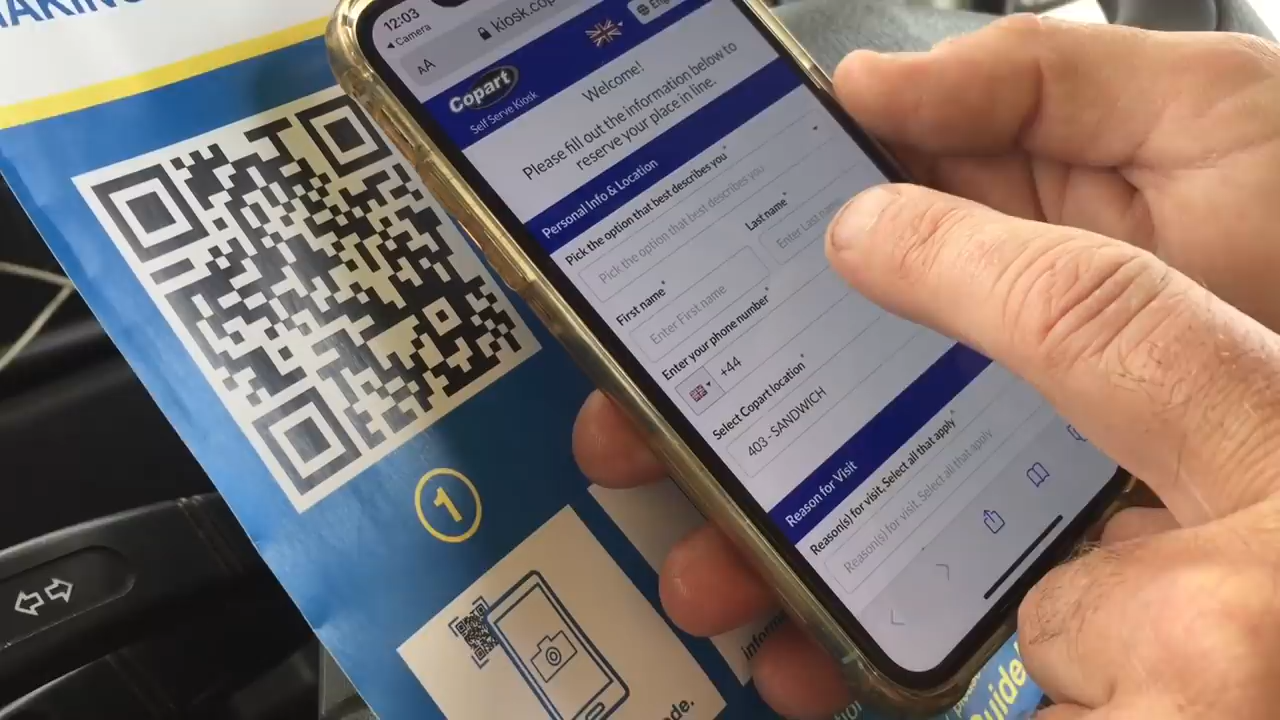 12:03
Camera
AA
kiosk.cop
Copart
Self Serve Kiosk
Welcome!
Please fill out the information below to
reserve your place in line.
Personal Info & Location
Pick the option that best describes you*
Pick the option that best describes you
First name*
Last name*
Enter First name
Enter Last name
Enter your phone number*
+44
Select Copart location*
403 - SANDWICH
Reason for Visit
Reason(s) for visit. Select all that apply*
Reason(s) for visit. Select all that apply
1